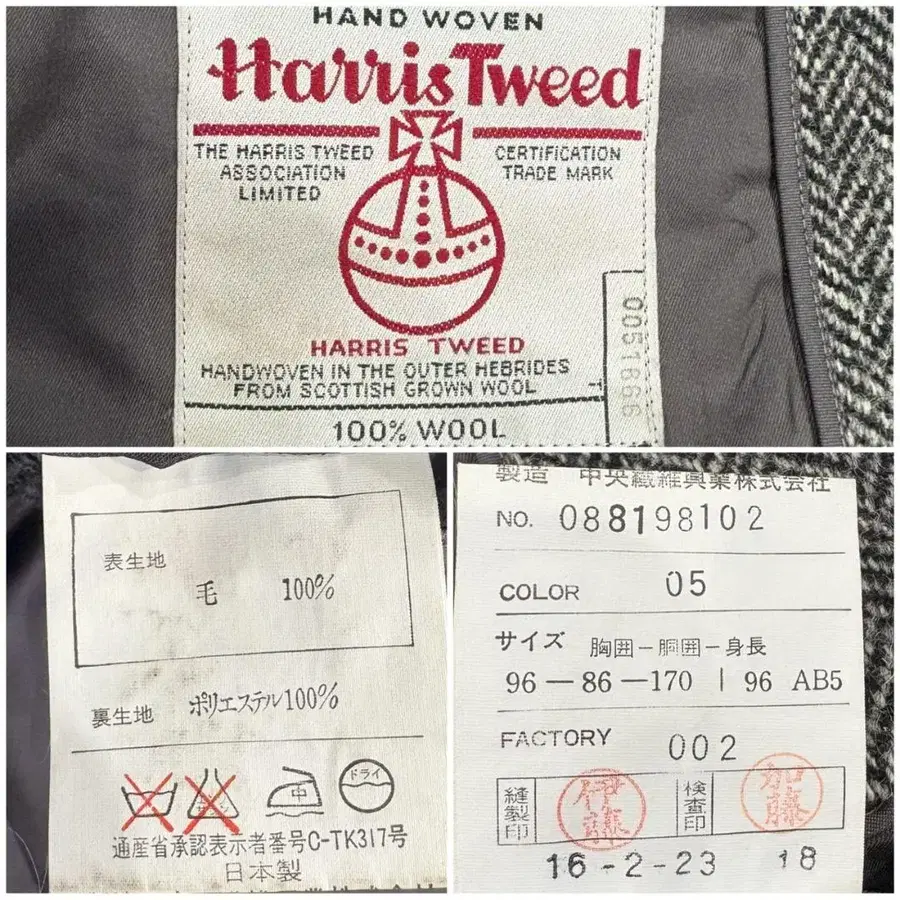 HAND WOVEN
Harris Tweed
THE HARRIS TWEED
ASSOCIATION
LIMITED
CERTIFICATION
TRADE MARK
HARRIS TWEED
HANDWOVEN IN THE OUTER HEBRIDES
FROM SCOTTISH GROWN WOOL
0051666
100% WOOL
表生地
毛 100%
裏生地 ポリエステル100%
中 ドライ
通産省承認表示者番号C-TK317号
日本製
製造 中央繊維興業株式会社
NO. 088198102
COLOR 05
サイズ 胸囲-胴囲-身長
96-86-170 | 96 AB5
FACTORY 002
縫製印 伊藤 検査印 加藤
16-2-23 18